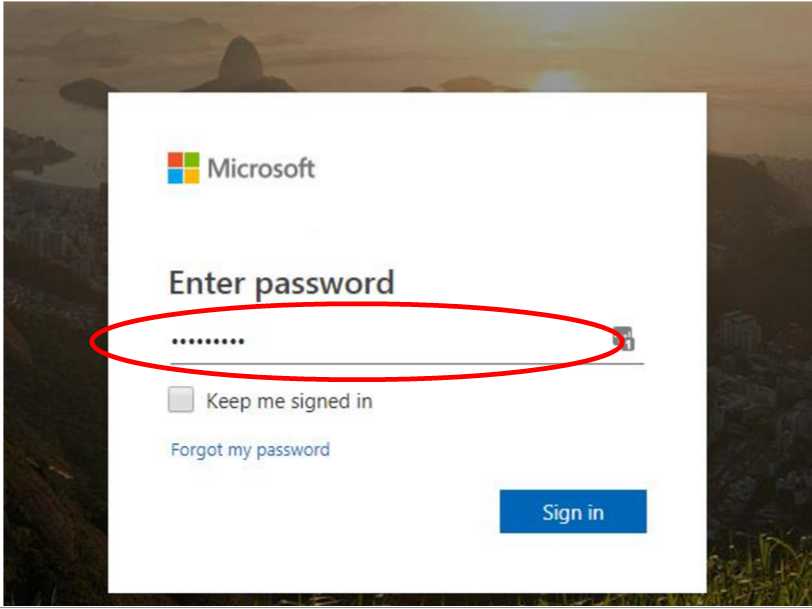 Microsoft
Enter password
•••••••••
Keep me signed in
Forgot my password
Sign in